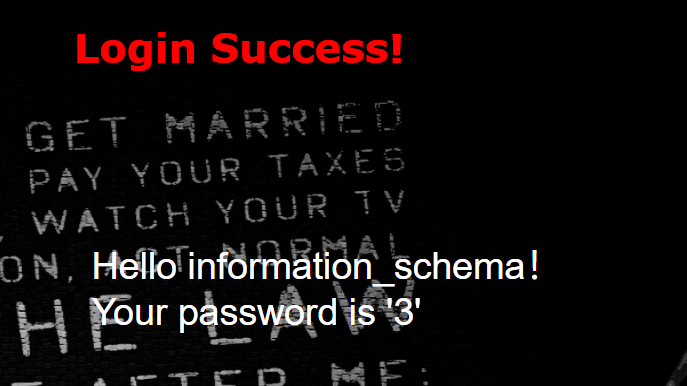 Login Success!
GET MARRIED
PAY YOUR TAXES
WATCH YOUR TV
ON, ACT NORMAL
Hello information_schema!
Your password is '3'
HE LAW
AFTER ME: